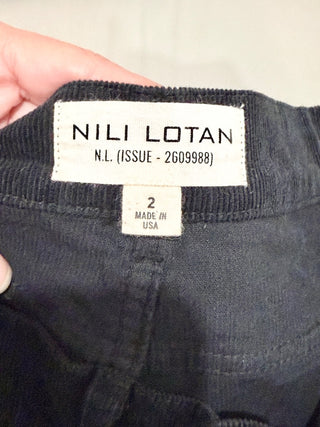 NILI LOTAN
N.L. (ISSUE - 2609988)
2
MADE IN
USA